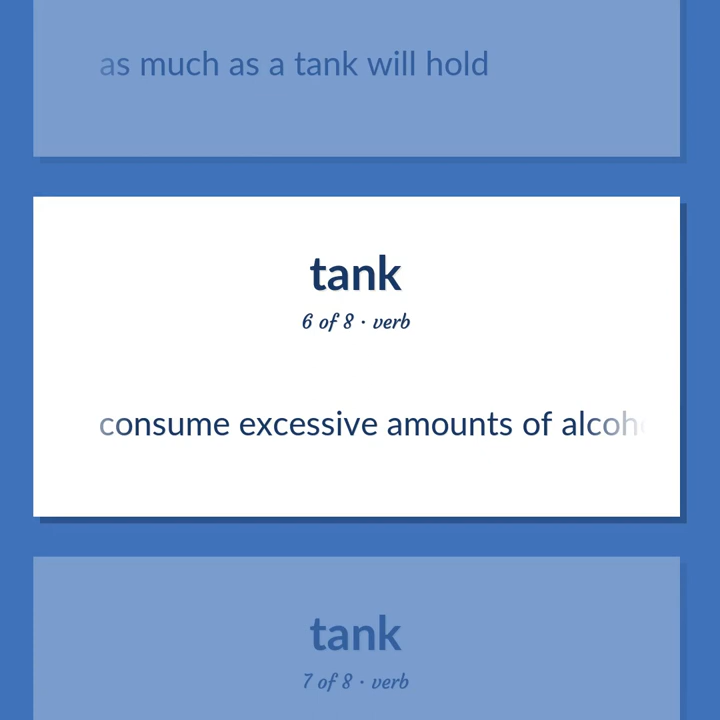 as much as a tank will hold
tank
6 of 8 · verb
consume excessive amounts of
tank
7 of 8 · verb